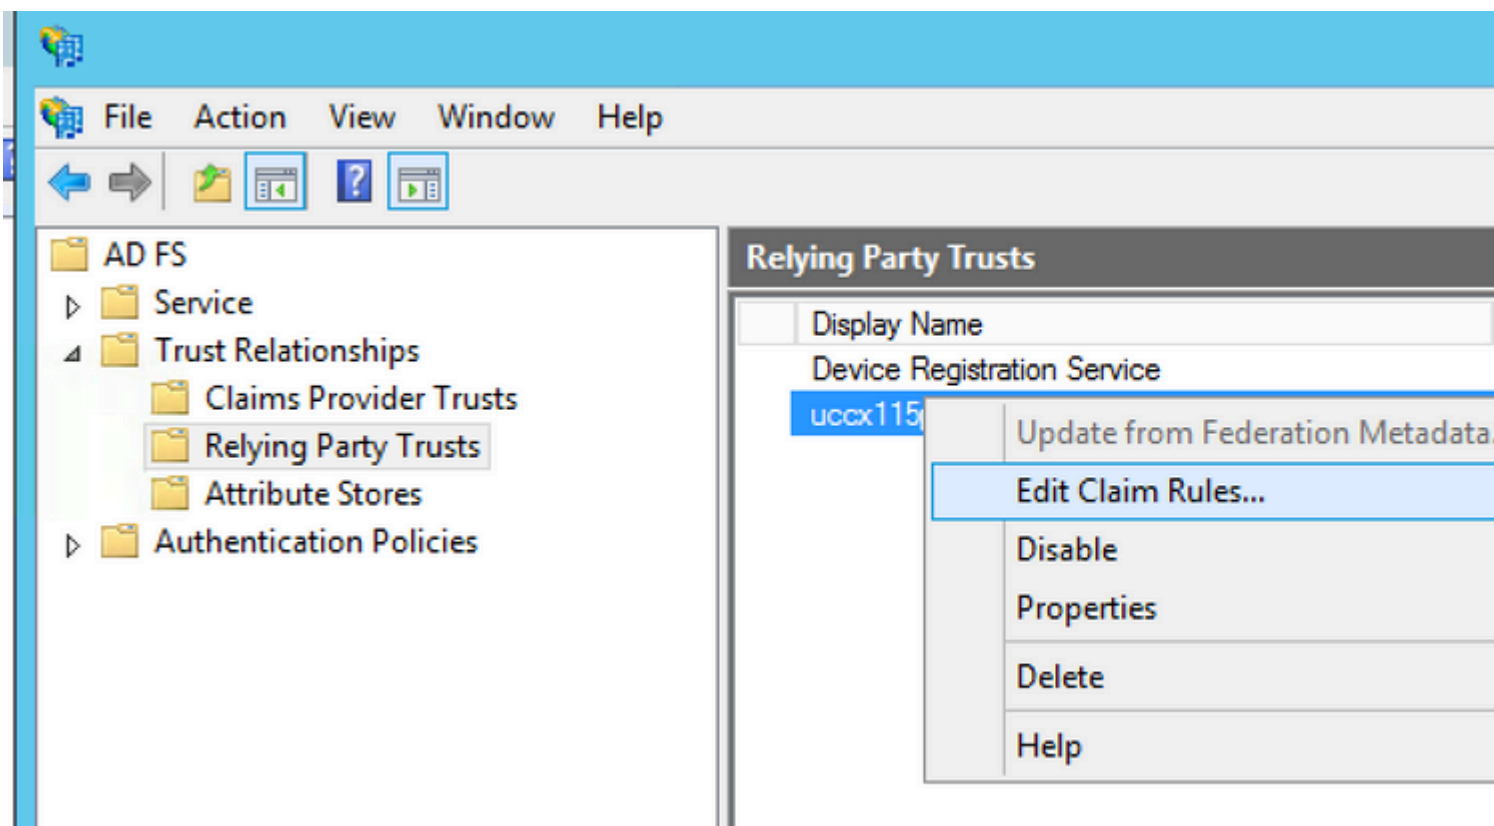 File Action View Window Help
AD FS
Service
Trust Relationships
Claims Provider Trusts
Relying Party Trusts
Attribute Stores
Authentication Policies
Relying Party Trusts
Display Name
Device Registration Service
uccx115
Update from Federation Metadata.
Edit Claim Rules...
Disable
Properties
Delete
Help